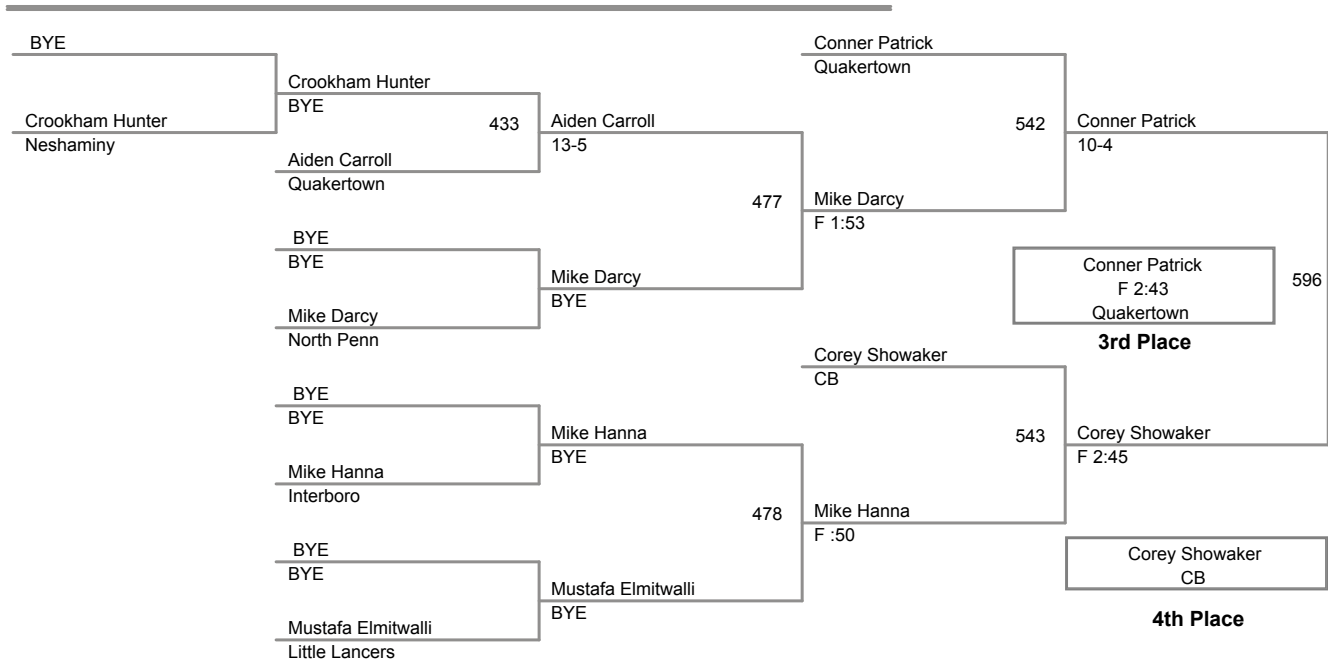 BYE
Crookham Hunter
Neshaminy
Crookham Hunter
BYE
433
Aiden Carroll
Quakertown
BYE
BYE
Mike Darcy
North Penn
BYE
BYE
Mike Hanna
Interboro
BYE
BYE
Mustafa Elmitwalli
Little Lancers
Aiden Carroll
13-5
477
Mike Darcy
BYE
Mike Hanna
BYE
478
Mustafa Elmitwalli
BYE
Conner Patrick
Quakertown
542
Mike Darcy
F 1:53
Corey Showaker
CB
543
Mike Hanna
F :50
Conner Patrick
10-4
Conner Patrick
F 2:43
Quakertown
596
3rd Place
Corey Showaker
F 2:45
Corey Showaker
CB
4th Place